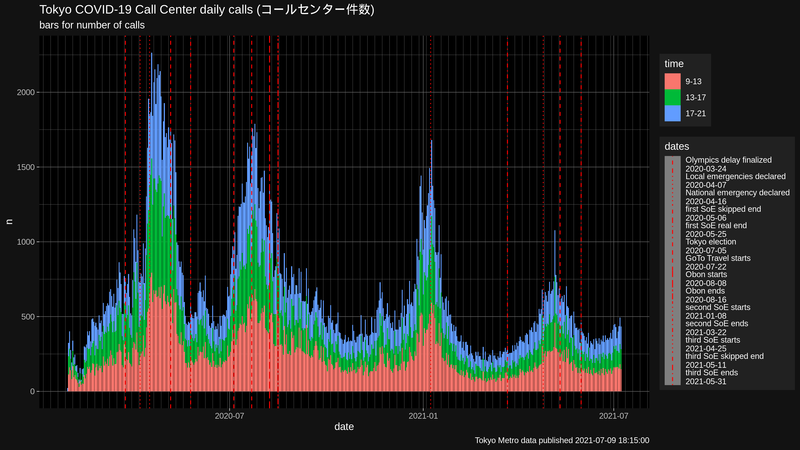 Tokyo COVID-19 Call Center daily calls (コールセンター件数)
bars for number of calls
n
2000
1500
1000
500
0
2020-07
2021-01
2021-07
date
time
9-13
13-17
17-21
dates
Olympics delay finalized
2020-03-24
Local emergencies declared
2020-04-07
National emergency declared
2020-04-16
first SoE skipped end
2020-05-06
first SoE real end
2020-05-25
Tokyo election
2020-07-05
GoTo Travel starts
2020-07-22
Obon starts
2020-08-08
Obon ends
2020-08-16
second SoE starts
2021-01-08
second SoE ends
2021-03-22
third SoE starts
2021-04-25
third SoE skipped end
2021-05-11
third SoE ends
2021-05-31
Tokyo Metro data published 2021-07-09 18:15:00